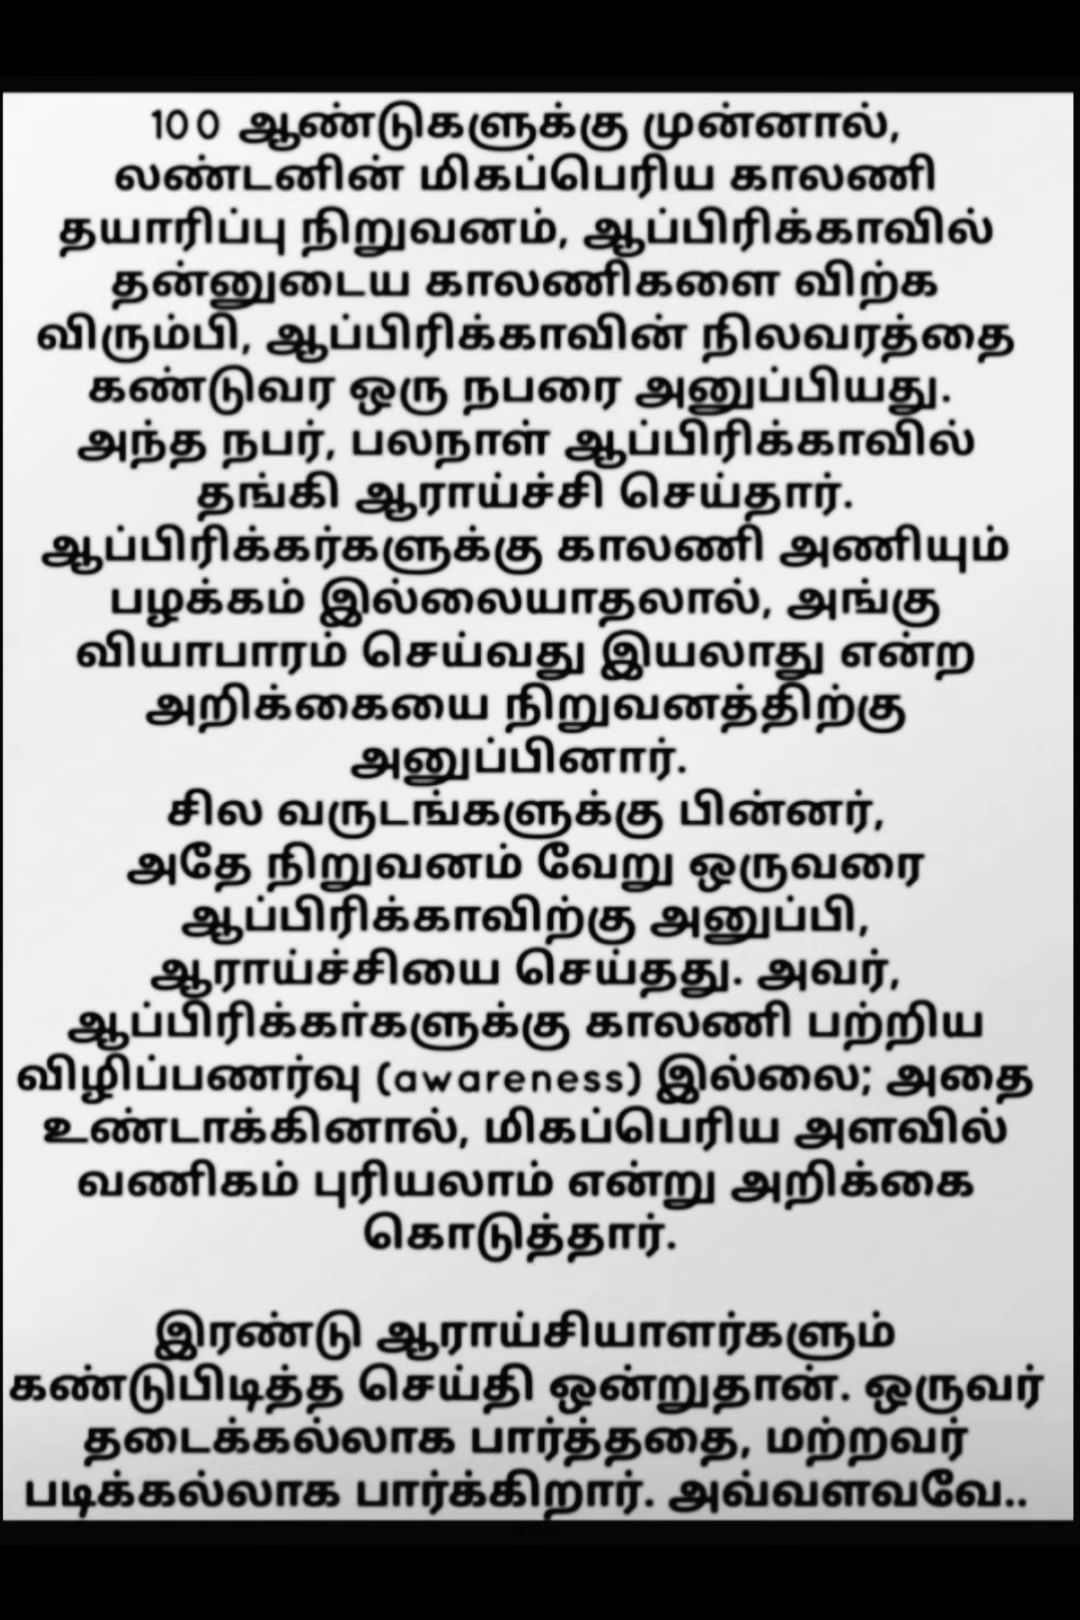 100 ஆண்டுகளுக்கு முன்னால்,
லண்டனின் மிகப்பெரிய காலணி
தயாரிப்பு நிறுவனம், ஆப்பிரிக்காவில்
தன்னுடைய காலணிகளை விற்க
விரும்பி, ஆப்பிரிக்காவின் நிலவரத்தை
கண்டுவர ஒரு நபரை அனுப்பியது.
அந்த நபர், பலநாள் ஆப்பிரிக்காவில்
தங்கி ஆராய்ச்சி செய்தார்.
ஆப்பிரிக்கர்களுக்கு காலணி அணியும்
பழக்கம் இல்லையாதலால், அங்கு
வியாபாரம் செய்வது இயலாது என்ற
அறிக்கையை நிறுவனத்திற்கு
அனுப்பினார்.
சில வருடங்களுக்கு பின்னர்,
அதே நிறுவனம் வேறு ஒருவரை
ஆப்பிரிக்காவிற்கு அனுப்பி,
ஆராய்ச்சியை செய்தது. அவர்,
ஆப்பிரிக்கர்களுக்கு காலணி பற்றிய
விழிப்பணர்வு (awareness) இல்லை; அதை
உண்டாக்கினால், மிகப்பெரிய அளவில்
வணிகம் புரியலாம் என்று அறிக்கை
கொடுத்தார்.
இரண்டு ஆராய்சியாளர்களும்
கண்டுபிடித்த செய்தி ஒன்றுதான். ஒருவர்
தடைக்கல்லாக பார்த்ததை, மற்றவர்
படிக்கல்லாக பார்க்கிறார். அவ்வளவவே..